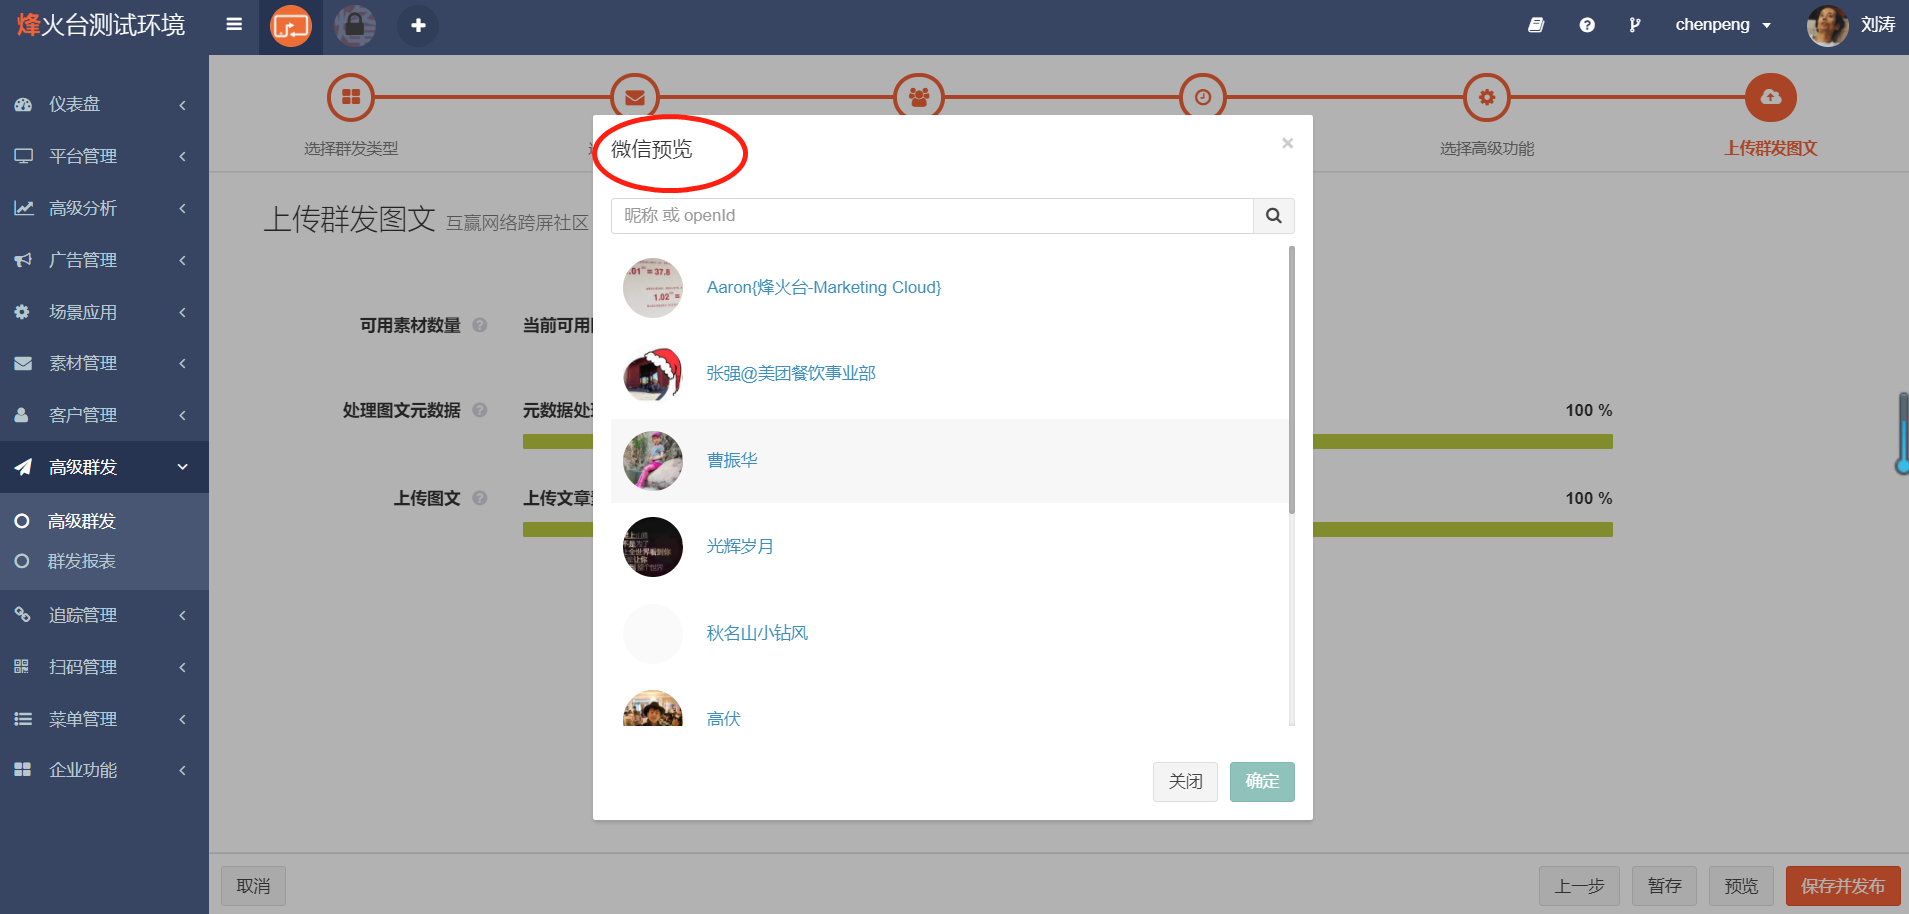 烽火台测试环境
chenpeng
刘涛
仪表盘
平台管理
高级分析
广告管理
场景应用
素材管理
客户管理
高级群发
高级群发
群发报表
追踪管理
扫码管理
菜单管理
企业功能
选择群发类型
选择高级功能
上传群发图文
上传群发图文 互赢网络跨屏社区
可用素材数量
当前可用
处理图文元数据
元数据处
100 %
上传图文
上传文章
100 %
微信预览
×
昵称 或 openId
.01 = 37.8
1.02 =
Aaron{烽火台-Marketing Cloud}
张强@美团餐饮事业部
曹振华
光辉岁月
秋名山小钻风
高伏
关闭
确定
取消
上一步
暂存
预览
保存并发布